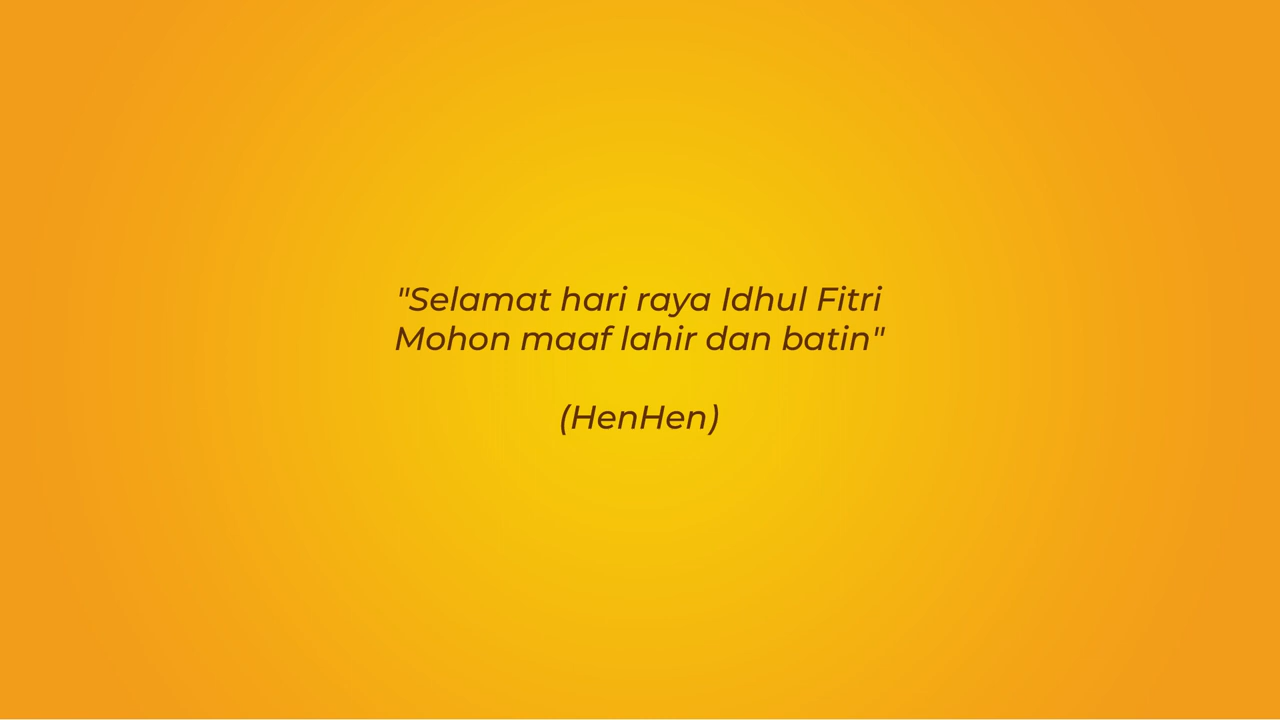 "Selamat hari raya Idhul Fitri
Mohon maaf lahir dan batin"
(HenHen)